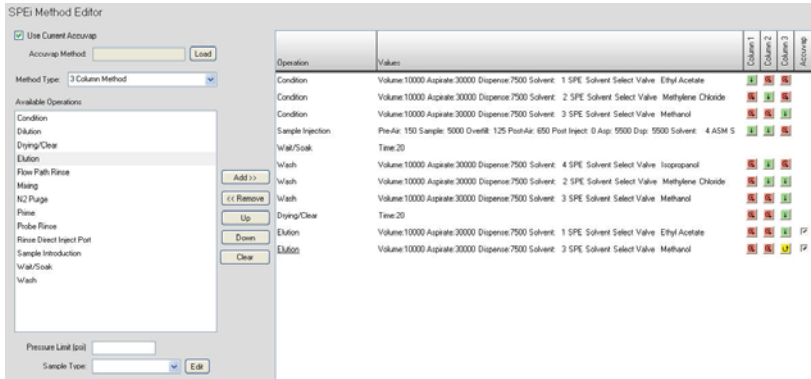 SPEi Method Editor
Use Current Accuvap
Accuvap Method:
Load
Method Type: 3 Column Method
Available Operations
Condition
Dilution
Drying/Clear
Elution
Flow Path Rinse
Mixing
N2 Purge
Prime
Probe Rinse
Rinse Direct Inject Port
Sample Introduction
Wait/Soak
Wash
Pressure Limit (psi)
Sample Type:
Edit
Add >>
<< Remove
Up
Down
Clear
Operation Values Column 1 Column 2 Column 3 Accuvap
Condition Volume:10000 Aspirate:30000 Dispense:7500 Solvent: 1 SPE Solvent Select Valve Ethyl Acetate
Condition Volume:10000 Aspirate:30000 Dispense:7500 Solvent: 2 SPE Solvent Select Valve Methylene Chloride
Condition Volume:10000 Aspirate:30000 Dispense:7500 Solvent: 3 SPE Solvent Select Valve Methanol
Sample Injection Pre-Air: 150 Sample: 5000 Overfill: 125 Post-Air: 650 Post Inject: 0 Asp: 5500 Dsp: 5500 Solvent: 4 ASM S
Wait/Soak Time:20
Wash Volume:10000 Aspirate:30000 Dispense:7500 Solvent: 4 SPE Solvent Select Valve Isopropanol
Wash Volume:10000 Aspirate:30000 Dispense:7500 Solvent: 2 SPE Solvent Select Valve Methylene Chloride
Wash Volume:10000 Aspirate:30000 Dispense:7500 Solvent: 3 SPE Solvent Select Valve Methanol
Drying/Clear Time:20
Elution Volume:10000 Aspirate:30000 Dispense:7500 Solvent: 1 SPE Solvent Select Valve Ethyl Acetate
Elution Volume:10000 Aspirate:30000 Dispense:7500 Solvent: 3 SPE Solvent Select Valve Methanol